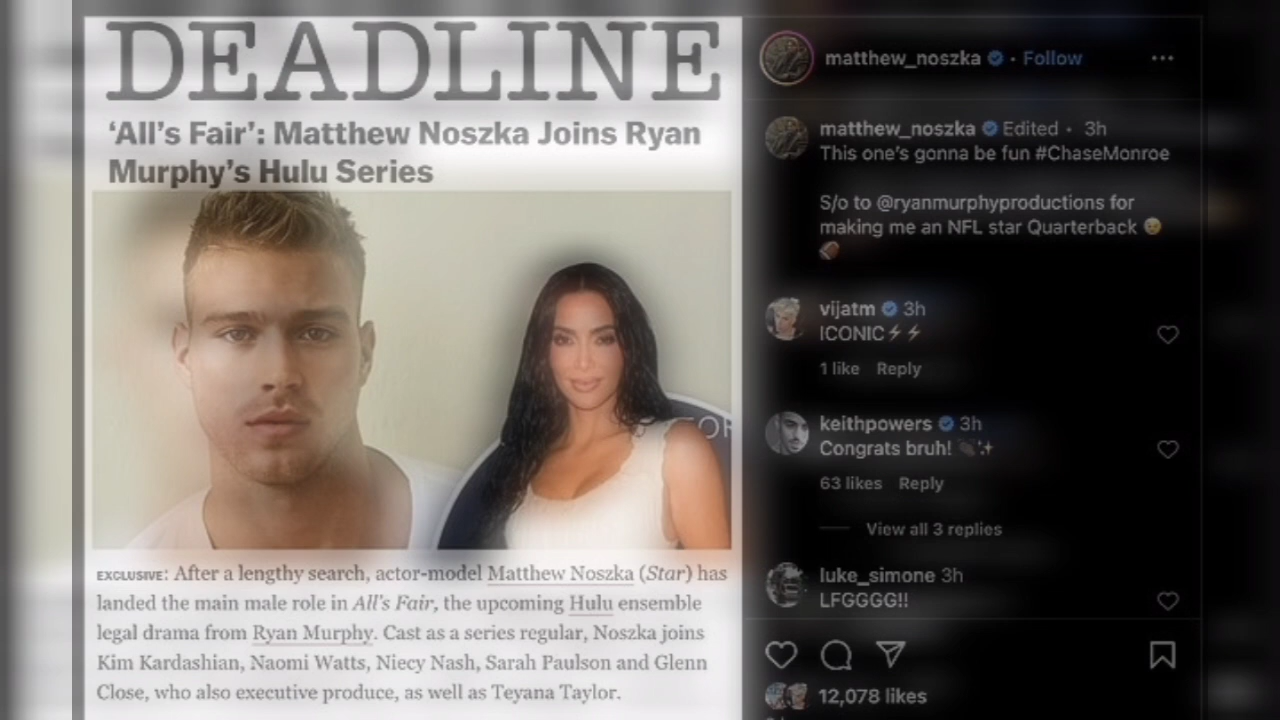 DEADLINE
‘All’s Fair’: Matthew Noszka Joins Ryan
Murphy’s Hulu Series
EXCLUSIVE: After a lengthy search, actor-model Matthew Noszka (Star) has
landed the main male role in All’s Fair, the upcoming Hulu ensemble
legal drama from Ryan Murphy. Cast as a series regular, Noszka joins
Kim Kardashian, Naomi Watts, Niecy Nash, Sarah Paulson and Glenn
Close, who also executive produce, as well as Teyana Taylor.
matthew_noszka • Follow
matthew_noszka Edited • 3h
This one’s gonna be fun #ChaseMonroe
S/o to @ryanmurphyproductions for
making me an NFL star Quarterback 😉
🏈
vijatm 3h
ICONIC⚡⚡
1 like Reply
keithpowers 3h
Congrats bruh! 👏🏿✨
63 likes Reply
View all 3 replies
luke_simone 3h
LFGGGG!!
12,078 likes